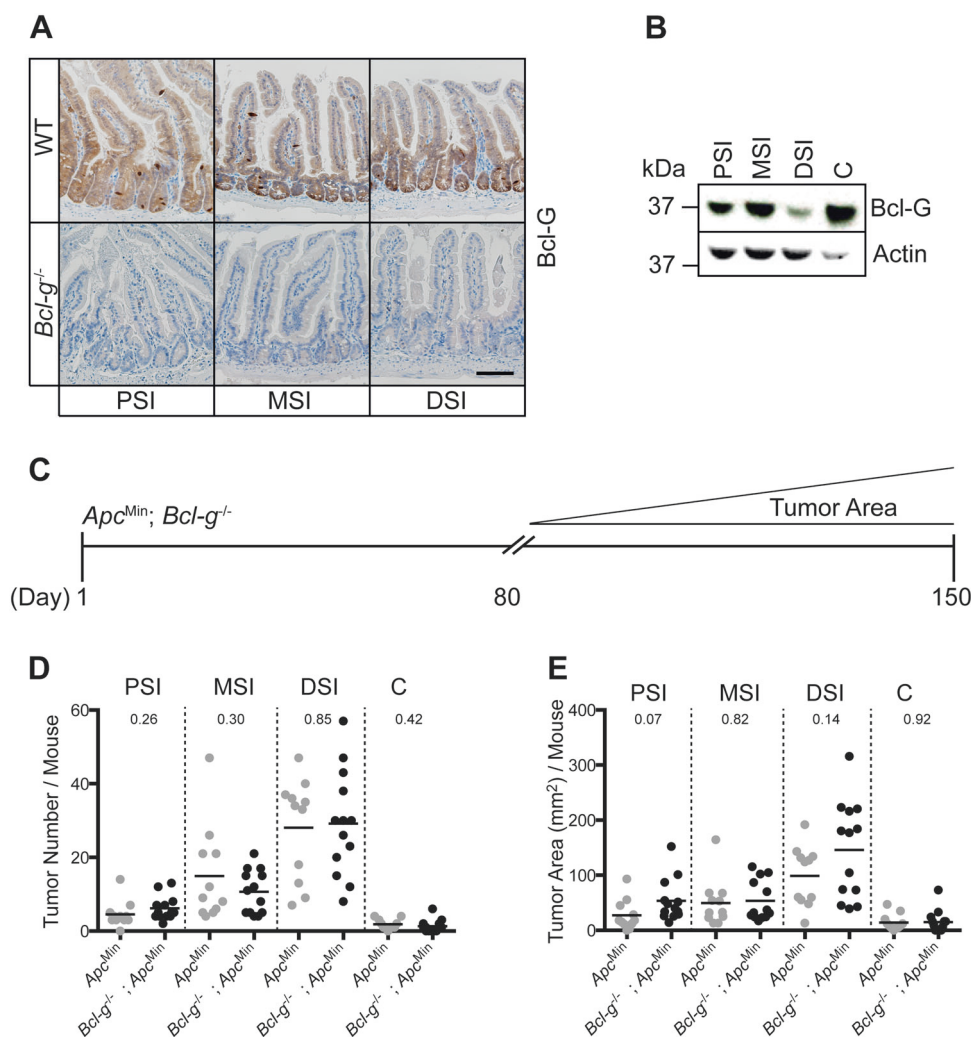 A
WT
Bcl-g-/-
PSI
MSI
DSI
Bcl-G
B
kDa
PSI
MSI
DSI
C
37
Bcl-G
37
Actin
C
ApcMin; Bcl-g-/-
Tumor Area
(Day) 1
80
150
D
PSI
MSI
DSI
C
0.26
0.30
0.85
0.42
Tumor Number / Mouse
60
40
20
0
ApcMin
Bcl-g-/- ; ApcMin
ApcMin
Bcl-g-/- ; ApcMin
ApcMin
Bcl-g-/- ; ApcMin
ApcMin
Bcl-g-/- ; ApcMin
E
PSI
MSI
DSI
C
0.07
0.82
0.14
0.92
Tumor Area (mm2) / Mouse
400
300
200
100
0
ApcMin
Bcl-g-/- ; ApcMin
ApcMin
Bcl-g-/- ; ApcMin
ApcMin
Bcl-g-/- ; ApcMin
ApcMin
Bcl-g-/- ; ApcMin